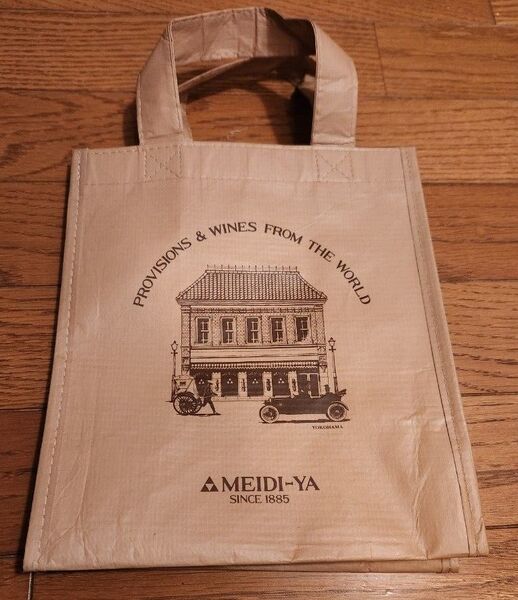 PROVISIONS & WINES FROM THE WORLD
YOKOHAMA
MEIDI-YA
SINCE 1885